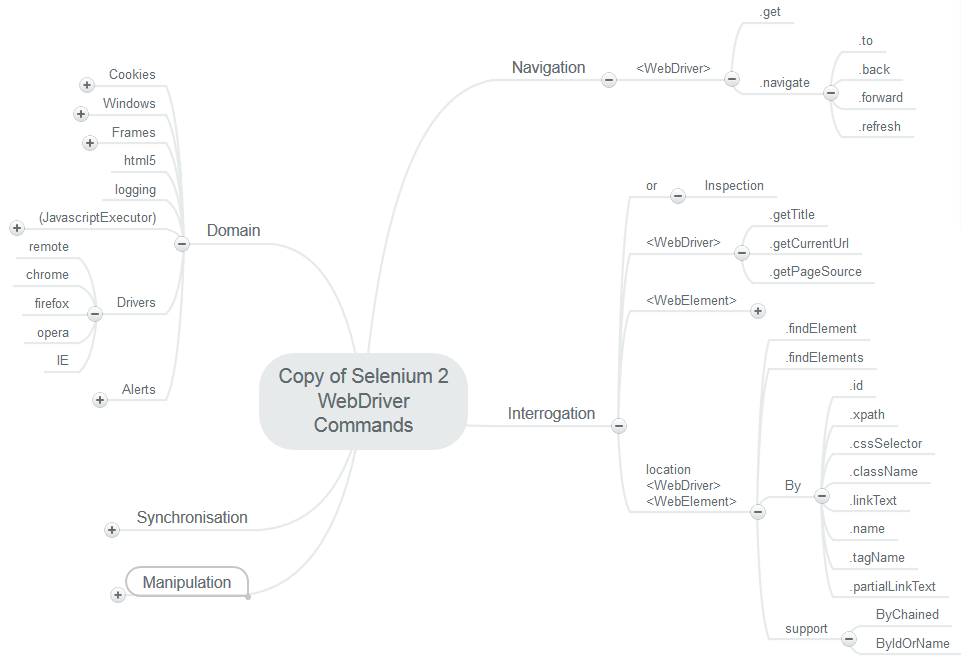 Copy of Selenium 2
WebDriver
Commands
Navigation
<WebDriver>
.get
.navigate
.to
.back
.forward
.refresh
Interrogation
or
Inspection
<WebDriver>
.getTitle
.getCurrentUrl
.getPageSource
<WebElement>
location
<WebDriver>
<WebElement>
.findElement
.findElements
By
.id
.xpath
.cssSelector
.className
.linkText
.name
.tagName
.partialLinkText
support
ByChained
ByIdOrName
Domain
Cookies
Windows
Frames
html5
logging
(JavascriptExecutor)
Drivers
remote
chrome
firefox
opera
IE
Alerts
Synchronisation
Manipulation